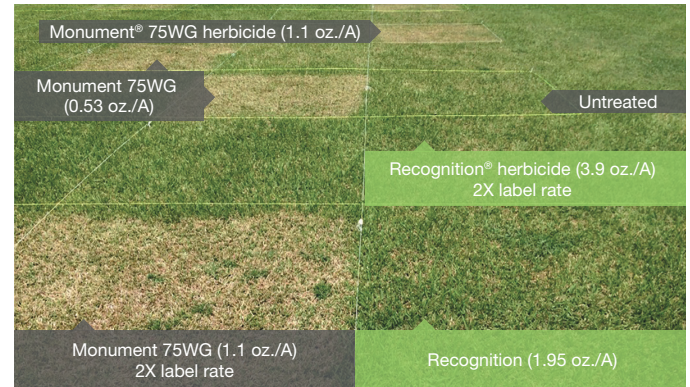 Monument® 75WG herbicide (1.1 oz./A)
Monument 75WG
(0.53 oz./A)
Untreated
Recognition® herbicide (3.9 oz./A)
2X label rate
Monument 75WG (1.1 oz./A)
2X label rate
Recognition (1.95 oz./A)